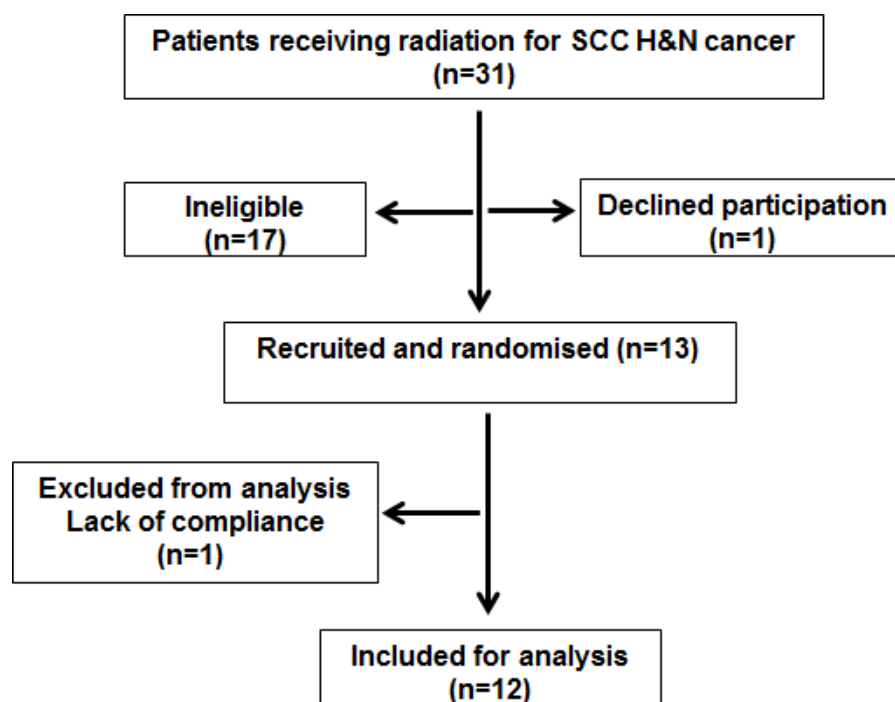 Patients receiving radiation for SCC H&N cancer
(n=31)
Ineligible
(n=17)
Declined participation
(n=1)
Recruited and randomised (n=13)
Excluded from analysis
Lack of compliance
(n=1)
Included for analysis
(n=12)